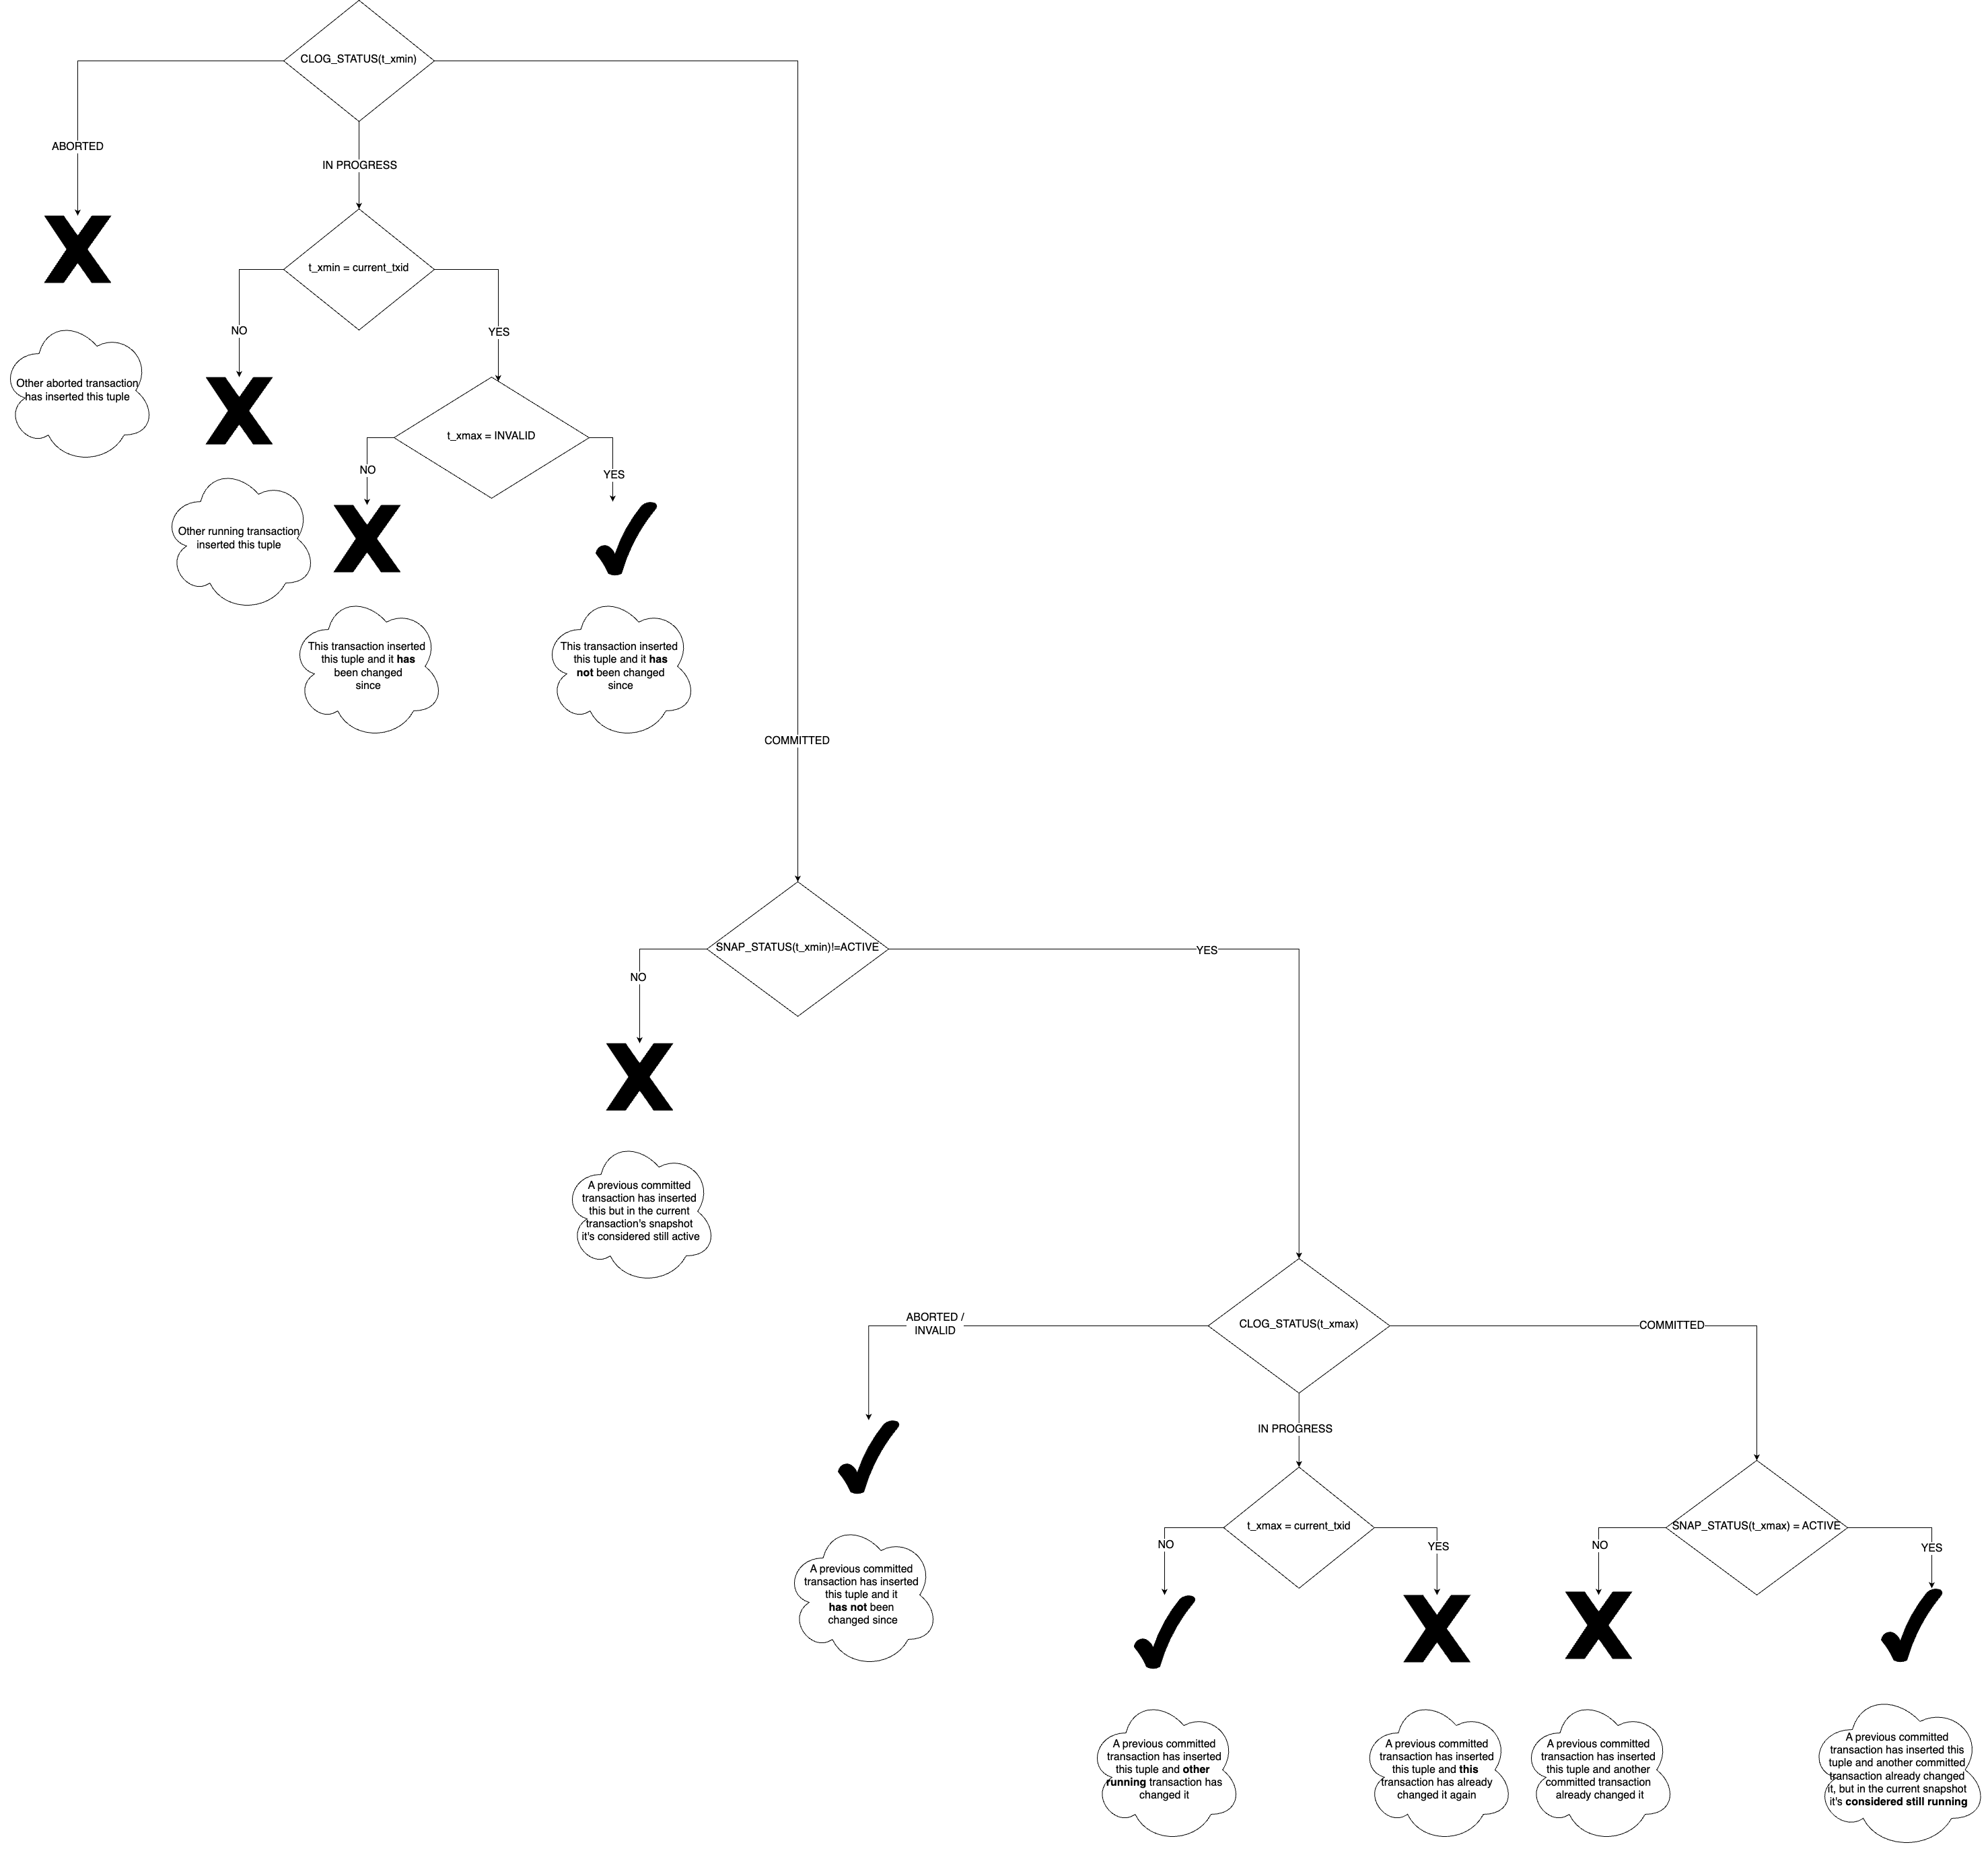 CLOG_STATUS(t_xmin)
ABORTED
IN PROGRESS
t_xmin = current_txid
NO
YES
Other aborted transaction
has inserted this tuple
t_xmax = INVALID
NO
YES
Other running transaction
inserted this tuple
This transaction inserted
this tuple and it has
been changed
since
This transaction inserted
this tuple and it has
not been changed
since
COMMITTED
SNAP_STATUS(t_xmin)!=ACTIVE
NO
YES
A previous committed
transaction has inserted
this but in the current
transaction's snapshot
it's considered still active
ABORTED /
INVALID
CLOG_STATUS(t_xmax)
COMMITTED
IN PROGRESS
t_xmax = current_txid
SNAP_STATUS(t_xmax) = ACTIVE
NO
YES
NO
YES
A previous committed
transaction has inserted
this tuple and it
has not been
changed since
A previous committed
transaction has inserted
this tuple and other
running transaction has
changed it
A previous committed
transaction has inserted
this tuple and this
transaction has already
changed it again
A previous committed
transaction has inserted
this tuple and another
committed transaction
already changed it
A previous committed
transaction has inserted this
tuple and another committed
transaction already changed
it, but in the current snapshot
it's considered still running